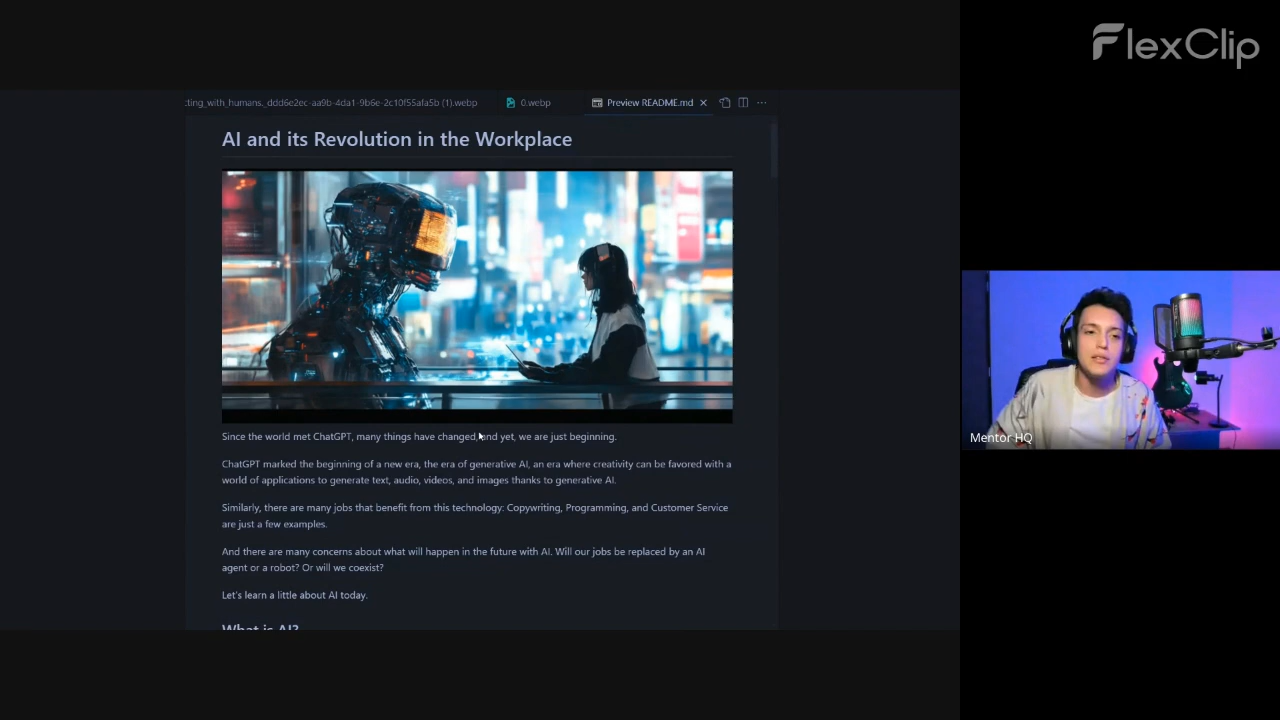 FlexClip
ting_with_humans._ddd6e2ec-aa9b-4da1-9b6e-2c10f55afa5b (1).webp
0.webp
Preview README.md
AI and its Revolution in the Workplace
Since the world met ChatGPT, many things have changed, and yet, we are just beginning.
ChatGPT marked the beginning of a new era, the era of generative AI, an era where creativity can be favored with a
world of applications to generate text, audio, videos, and images thanks to generative AI.
Similarly, there are many jobs that benefit from this technology: Copywriting, Programming, and Customer Service
are just a few examples.
And there are many concerns about what will happen in the future with AI. Will our jobs be replaced by an AI
agent or a robot? Or will we coexist?
Let's learn a little about AI today.
What is AI?
Mentor HQ